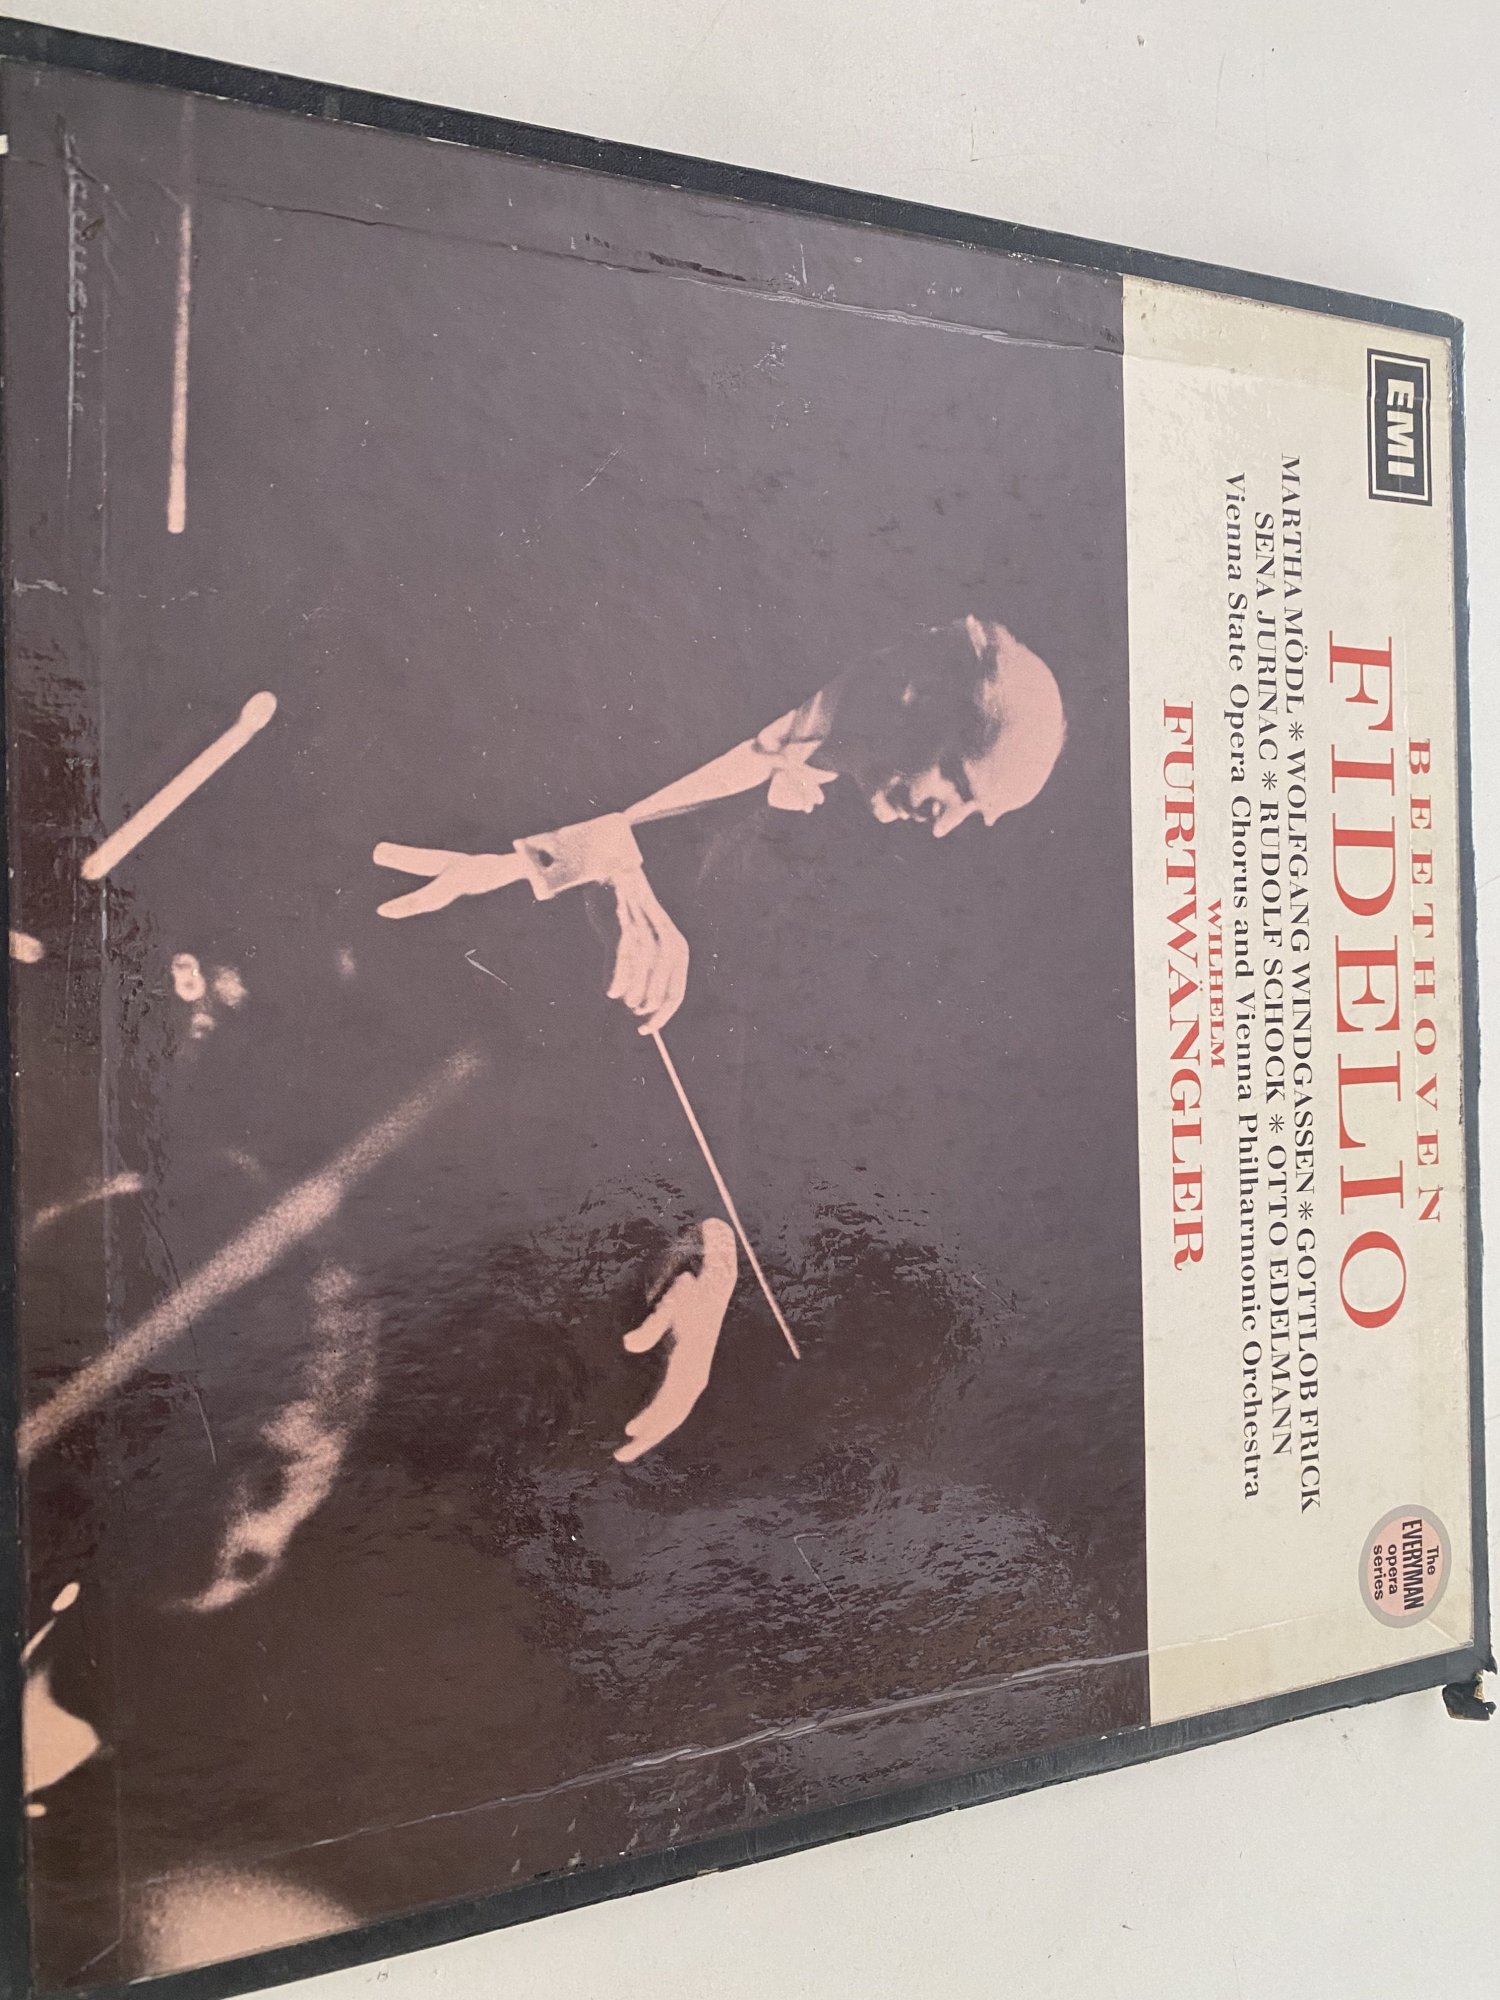 EMI
BEETHOVEN
FIDELIO
The
EVERYMAN
opera
series
MARTHA MÖDL * WOLFGANG WINDGASSEN * GOTTLOB FRICK
SENA JURINAC * RUDOLF SCHOCK * OTTO EDELMANN
Vienna State Opera Chorus and Vienna Philharmonic Orchestra
WILHELM
FURTWÄNGLER